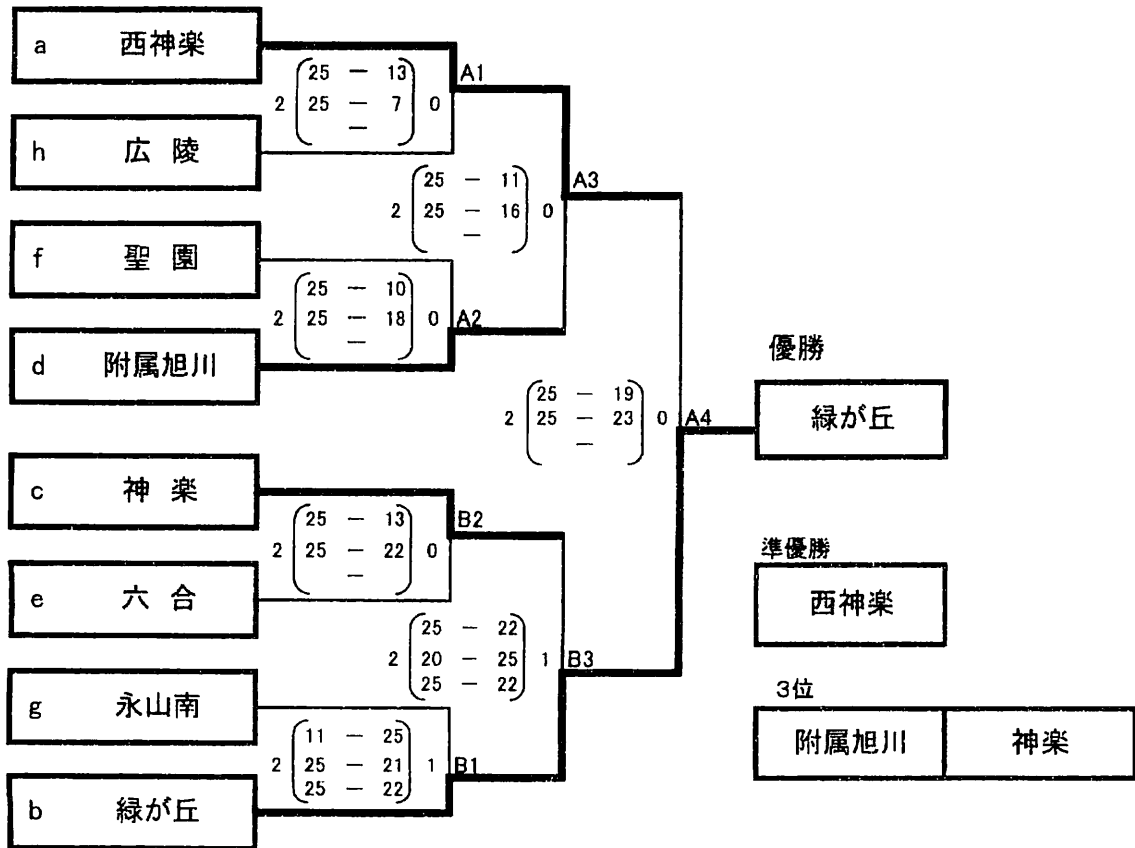 a 西神楽
25 — 13 A1
2 25 — 7 0
—
h 広陵
25 — 11 A3
2 25 — 16 0
—
f 聖園
25 — 10
2 25 — 18 0 A2
—
d 附属旭川
優勝
25 — 19
2 25 — 23 0 A4
—
緑が丘
c 神楽
25 — 13 B2
2 25 — 22 0
—
準優勝
e 六合
西神楽
25 — 22
2 20 — 25 1 B3
25 — 22
3位
g 永山南
附属旭川 神楽
11 — 25
2 25 — 21 1 B1
25 — 22
b 緑が丘